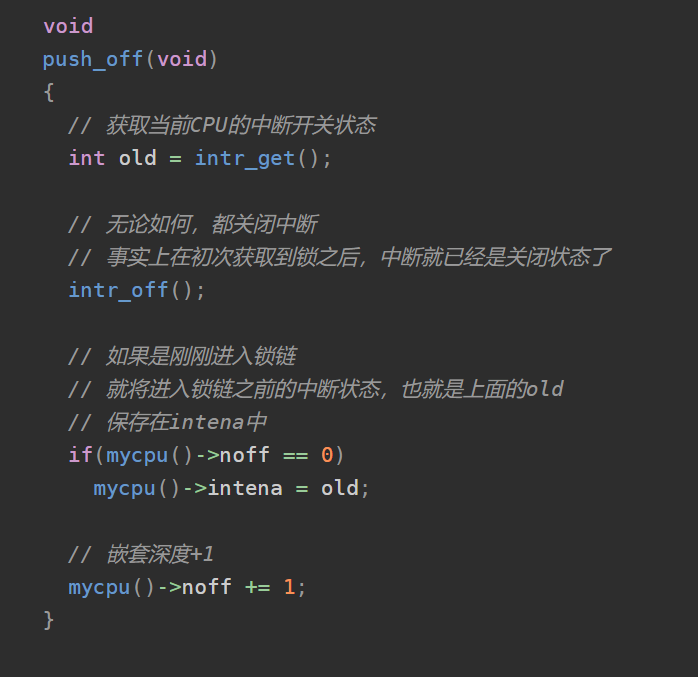 void
push_off(void)
{
// 获取当前CPU的中断开关状态
int old = intr_get();
// 无论如何，都关闭中断
// 事实上在初次获取到锁之后，中断就已经是关闭状态了
intr_off();
// 如果是刚刚进入锁链
// 就将进入锁链之前的中断状态，也就是上面的old
// 保存在intena中
if(mycpu()->noff == 0)
mycpu()->intena = old;
// 嵌套深度+1
mycpu()->noff += 1;
}